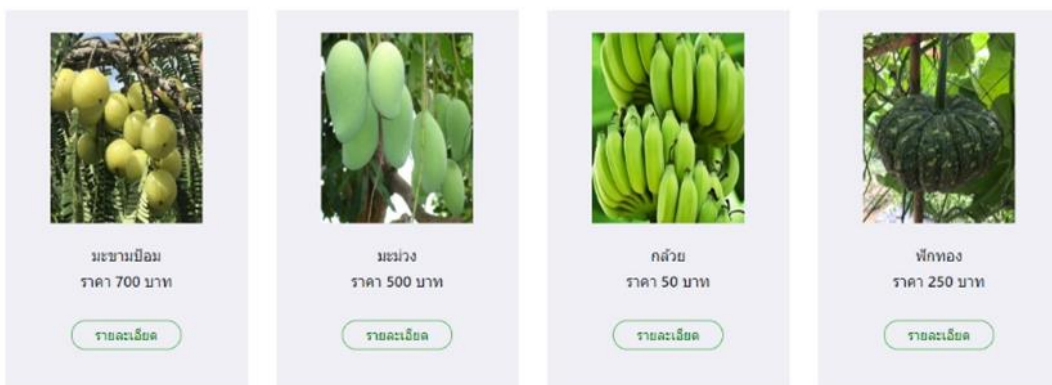 มะขามป้อม
ราคา 700 บาท
รายละเอียด
มะม่วง
ราคา 500 บาท
รายละเอียด
กล้วย
ราคา 50 บาท
รายละเอียด
ฟักทอง
ราคา 250 บาท
รายละเอียด